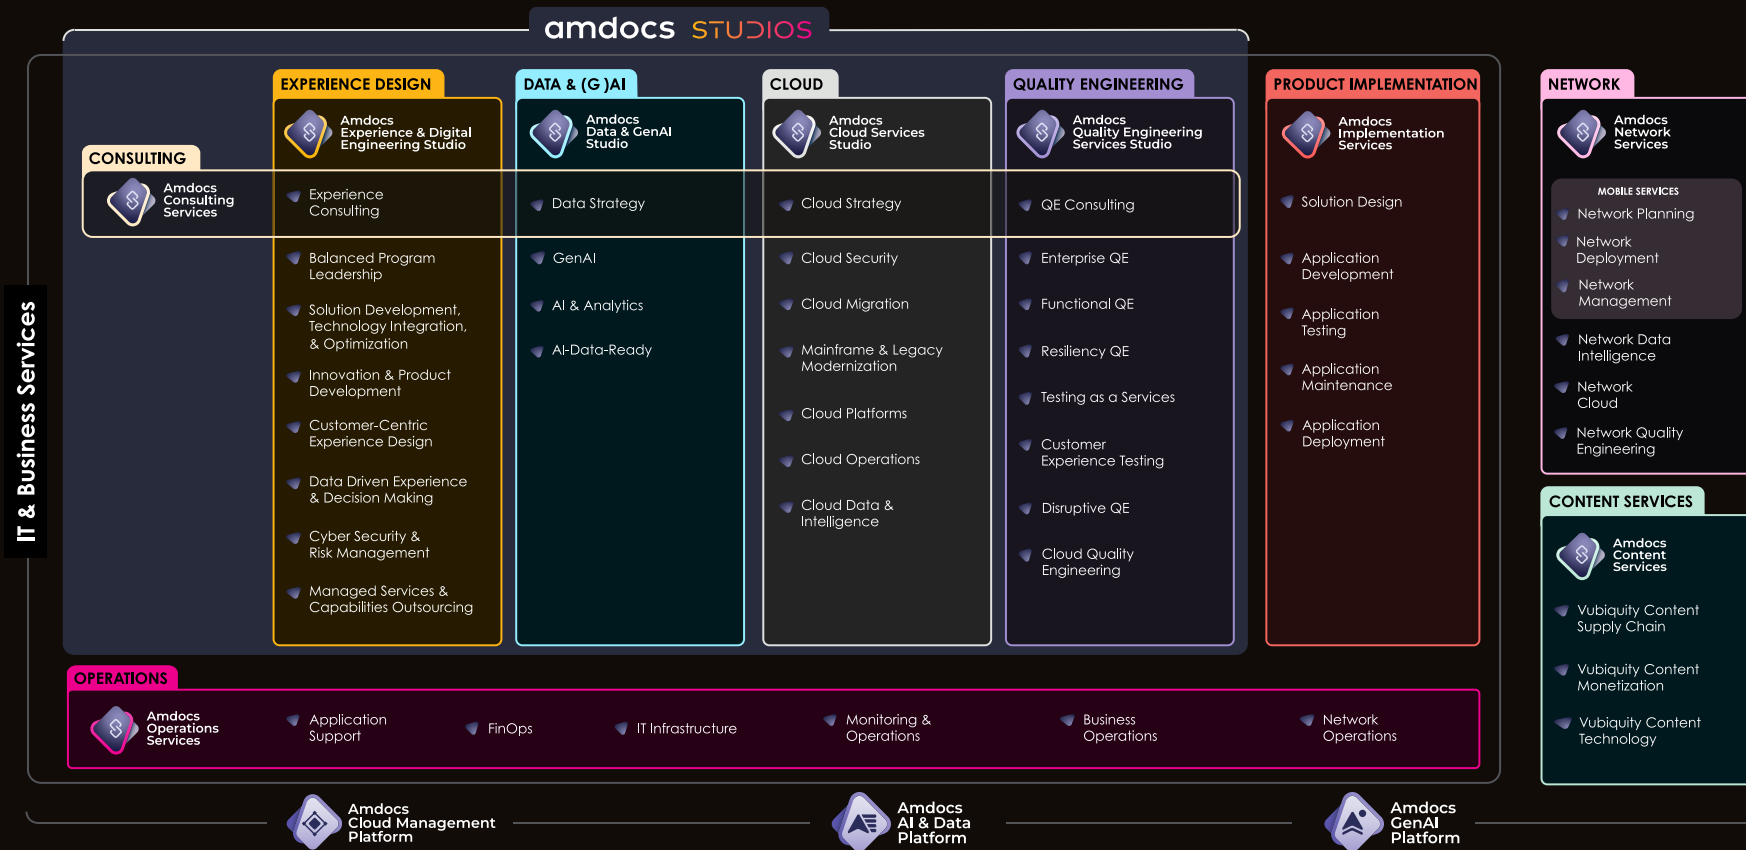 amdocs STUDIOS
IT & Business Services
CONSULTING
Amdocs
Consulting
Services
EXPERIENCE DESIGN
Amdocs
Experience & Digital
Engineering Studio
Experience
Consulting
Balanced Program
Leadership
Solution Development,
Technology Integration,
& Optimization
Innovation & Product
Development
Customer-Centric
Experience Design
Data Driven Experience
& Decision Making
Cyber Security &
Risk Management
Managed Services &
Capabilities Outsourcing
DATA & (G )AI
Amdocs
Data & GenAI
Studio
Data Strategy
GenAI
AI & Analytics
AI-Data-Ready
CLOUD
Amdocs
Cloud Services
Studio
Cloud Strategy
Cloud Security
Cloud Migration
Mainframe & Legacy
Modernization
Cloud Platforms
Cloud Operations
Cloud Data &
Intelligence
QUALITY ENGINEERING
Amdocs
Quality Engineering
Services Studio
QE Consulting
Enterprise QE
Functional QE
Resiliency QE
Testing as a Services
Customer
Experience Testing
Disruptive QE
Cloud Quality
Engineering
PRODUCT IMPLEMENTATION
Amdocs
Implementation
Services
Solution Design
Application
Development
Application
Testing
Application
Maintenance
Application
Deployment
NETWORK
Amdocs
Network
Services
MOBILE SERVICES
Network Planning
Network
Deployment
Network
Management
Network Data
Intelligence
Network
Cloud
Network Quality
Engineering
CONTENT SERVICES
Amdocs
Content
Services
Vubiquity Content
Supply Chain
Vubiquity Content
Monetization
Vubiquity Content
Technology
OPERATIONS
Amdocs
Operations
Services
Application
Support
FinOps
IT Infrastructure
Monitoring &
Operations
Business
Operations
Network
Operations
Amdocs
Cloud Management
Platform
Amdocs
AI & Data
Platform
Amdocs
GenAI
Platform